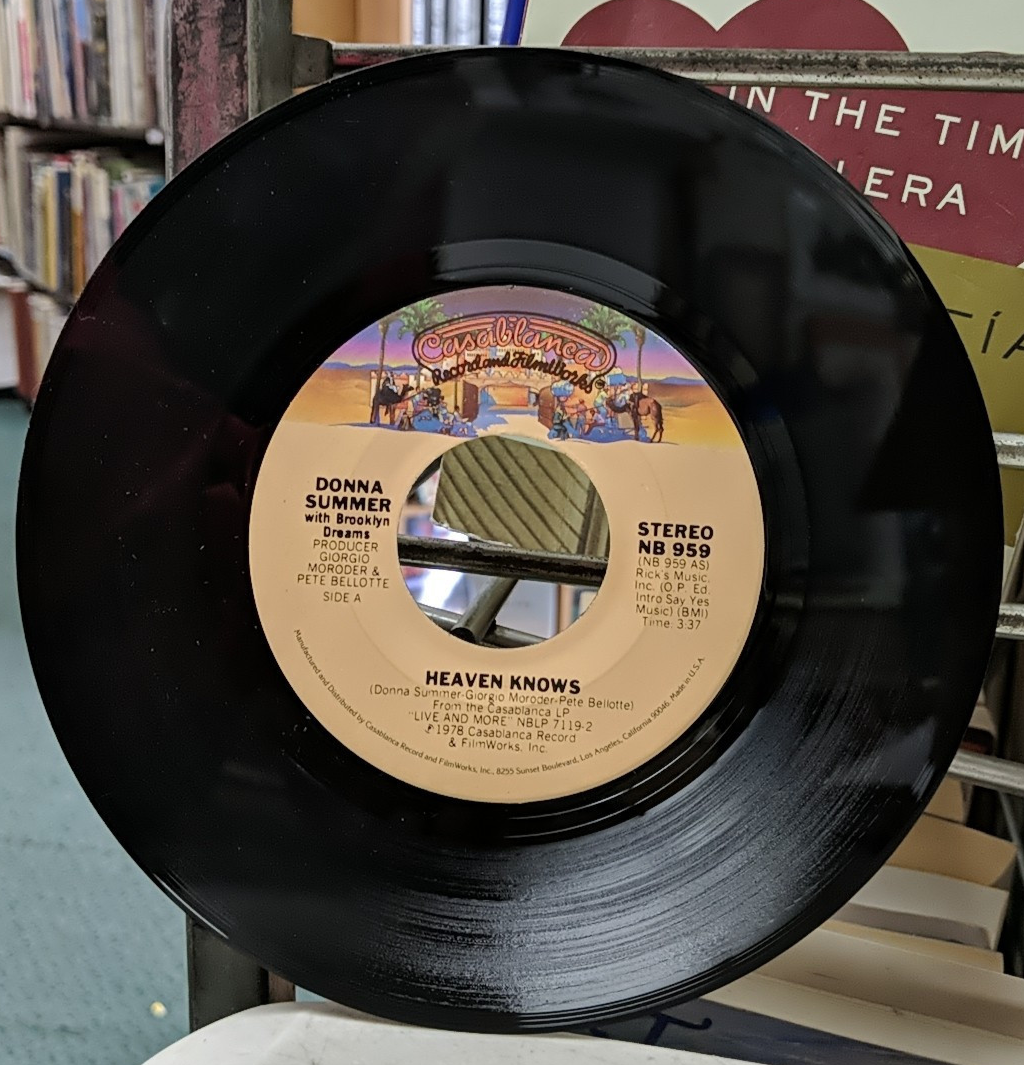 IN THE TIM
LERA
ÍA
Casablanca
Record and FilmWorks
DONNA
SUMMER
with Brooklyn
Dreams
PRODUCER
GIORGIO
MORODER &
PETE BELLOTTE
SIDE A
STEREO
NB 959
(NB 959 AS)
Rick's Music,
Inc. (O.P. Ed.
Intro Say Yes
Music) (BMI)
Time: 3:37
HEAVEN KNOWS
(Donna Summer-Giorgio Moroder-Pete Bellotte)
From the Casablanca LP
"LIVE AND MORE" NBLP 7119-2
℗1978 Casablanca Record
& FilmWorks, Inc.
Manufactured and Distributed by Casablanca Record and FilmWorks, Inc., 8255 Sunset Boulevard, Los Angeles, California 90046. Made in U.S.A.